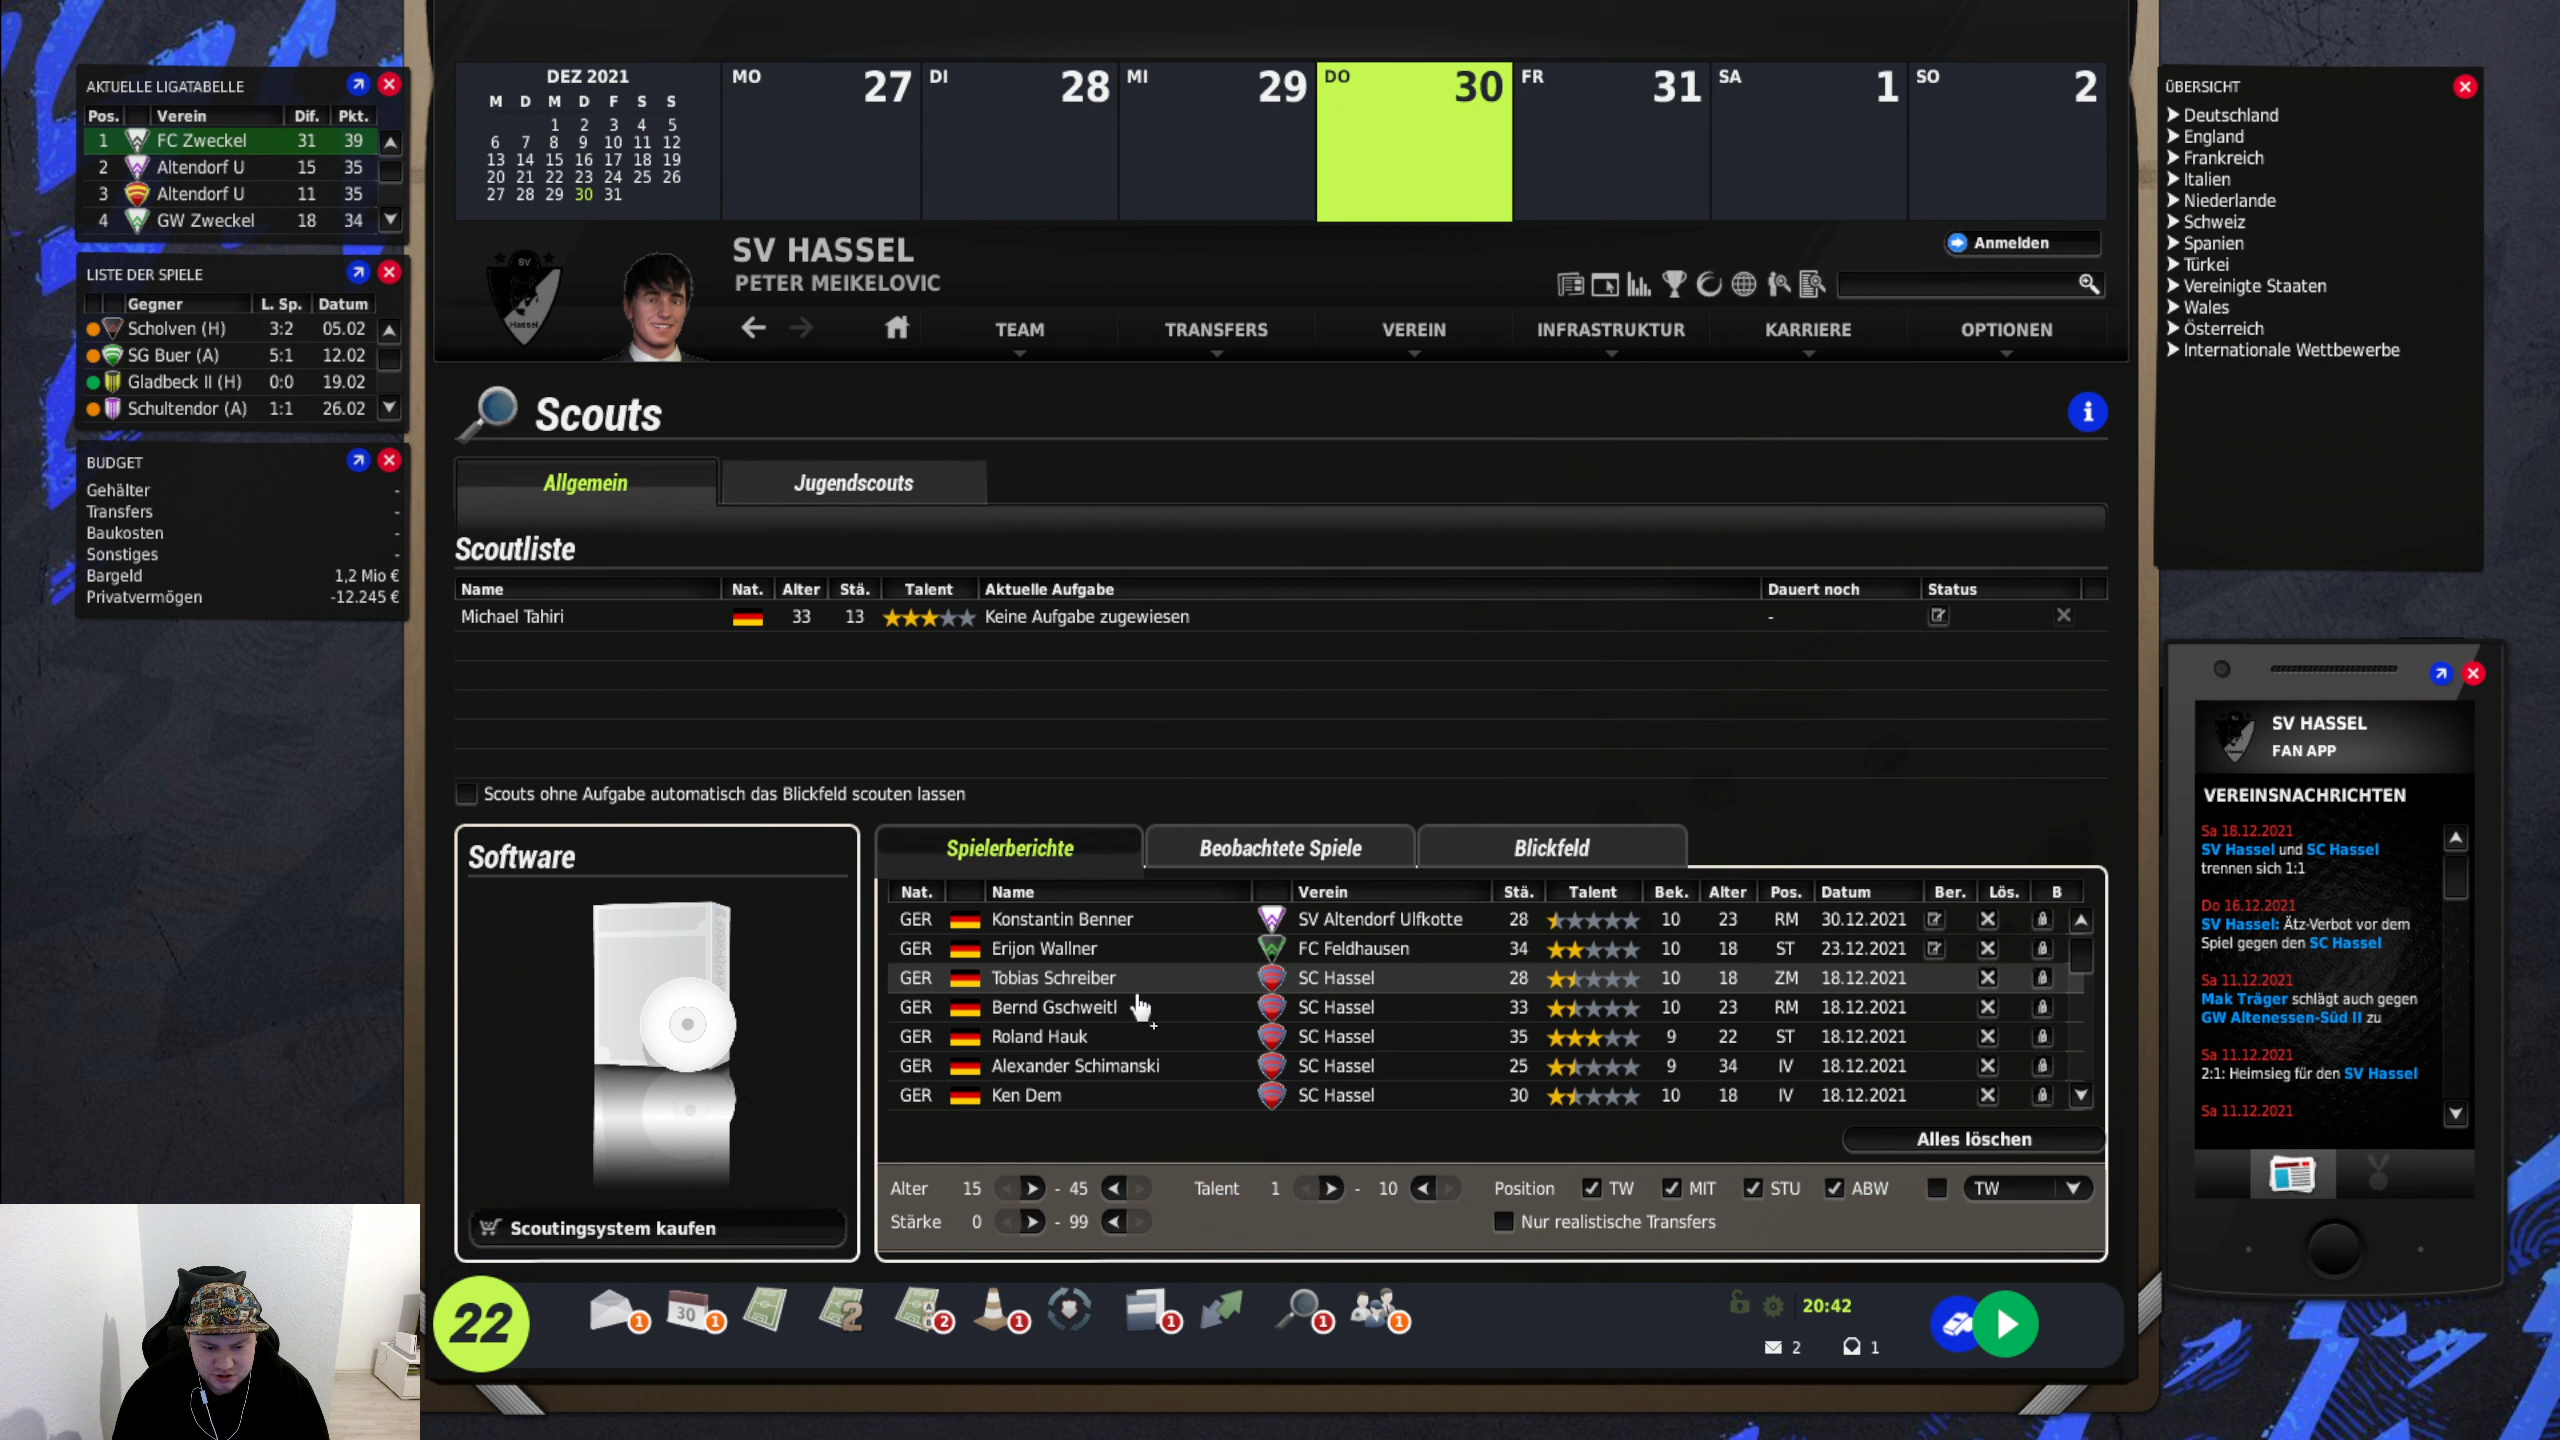 AKTUELLE LIGATABELLE
Pos. Verein Dif. Pkt.
1 FC Zweckel 31 39
2 Altendorf U 15 35
3 Altendorf U 11 35
4 GW Zweckel 18 34
LISTE DER SPIELE
Gegner L. Sp. Datum
Scholven (H) 3:2 05.02
SG Buer (A) 5:1 12.02
Gladbeck II (H) 0:0 19.02
Schultendor (A) 1:1 26.02
BUDGET
Gehälter -
Transfers -
Baukosten -
Sonstiges -
Bargeld 1,2 Mio €
Privatvermögen -12.245 €
DEZ 2021
M D M D F S S
1 2 3 4 5
6 7 8 9 10 11 12
13 14 15 16 17 18 19
20 21 22 23 24 25 26
27 28 29 30 31
MO 27 DI 28 MI 29 DO 30 FR 31 SA 1 SO 2
SV Hassel
SV HASSEL
PETER MEIKELOVIC
Anmelden
TEAM TRANSFERS VEREIN INFRASTRUKTUR KARRIERE OPTIONEN
Scouts
i
Allgemein Jugendscouts
Scoutliste
Name Nat. Alter Stä. Talent Aktuelle Aufgabe Dauert noch Status
Michael Tahiri 33 13 Keine Aufgabe zugewiesen -
Scouts ohne Aufgabe automatisch das Blickfeld scouten lassen
Software
Scoutingsystem kaufen
Spielerberichte Beobachtete Spiele Blickfeld
Nat. Name Verein Stä. Talent Bek. Alter Pos. Datum Ber. Lös. B
GER Konstantin Benner SV Altendorf Ulfkotte 28 10 23 RM 30.12.2021
GER Erijon Wallner FC Feldhausen 34 10 18 ST 23.12.2021
GER Tobias Schreiber SC Hassel 28 10 18 ZM 18.12.2021
GER Bernd Gschweitl SC Hassel 33 10 23 RM 18.12.2021
GER Roland Hauk SC Hassel 35 9 22 ST 18.12.2021
GER Alexander Schimanski SC Hassel 25 9 34 IV 18.12.2021
GER Ken Dem SC Hassel 30 10 18 IV 18.12.2021
Alles löschen
Alter 15 - 45 Talent 1 - 10 Position TW MIT STU ABW TW
Stärke 0 - 99 Nur realistische Transfers
22
1 30 1 2 2 1 1 1 1
20:42
2 1
ÜBERSICHT
Deutschland
England
Frankreich
Italien
Niederlande
Schweiz
Spanien
Türkei
Vereinigte Staaten
Wales
Österreich
Internationale Wettbewerbe
SV HASSEL
FAN APP
VEREINSNACHRICHTEN
Sa 18.12.2021
SV Hassel und SC Hassel
trennen sich 1:1
Do 16.12.2021
SV Hassel: Ätz-Verbot vor dem
Spiel gegen den SC Hassel
Sa 11.12.2021
Mak Träger schlägt auch gegen
GW Altenessen-Süd II zu
Sa 11.12.2021
2:1: Heimsieg für den SV Hassel
Sa 11.12.2021